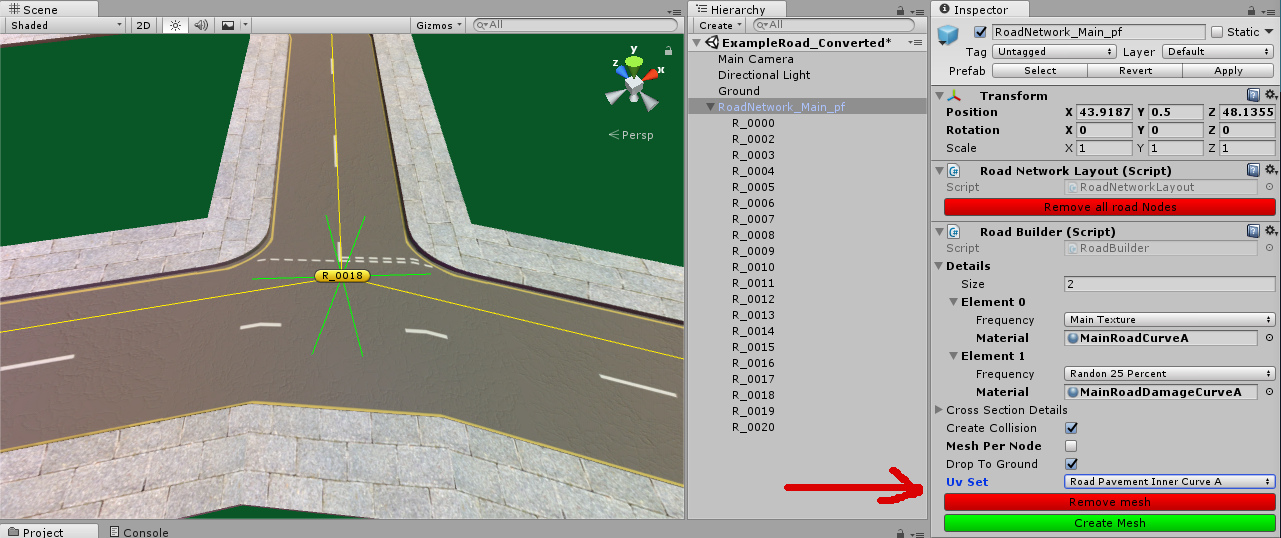 Scene
Shaded
2D
Gizmos
All
y
z
x
Persp
R_0018
Project
Console
Hierarchy
Create
All
ExampleRoad_Converted*
Main Camera
Directional Light
Ground
RoadNetwork_Main_pf
R_0000
R_0002
R_0003
R_0004
R_0005
R_0006
R_0007
R_0008
R_0009
R_0010
R_0011
R_0012
R_0013
R_0014
R_0015
R_0016
R_0017
R_0018
R_0019
R_0020
Inspector
RoadNetwork_Main_pf Static
Tag Untagged Layer Default
Prefab Select Revert Apply
Transform
Position X 43.9187 Y 0.5 Z 48.1355
Rotation X 0 Y 0 Z 0
Scale X 1 Y 1 Z 1
C# Road Network Layout (Script)
Script RoadNetworkLayout
Remove all road Nodes
C# Road Builder (Script)
Script RoadBuilder
Details
Size 2
Element 0
Frequency Main Texture
Material MainRoadCurveA
Element 1
Frequency Randon 25 Percent
Material MainRoadDamageCurveA
Cross Section Details
Create Collision
Mesh Per Node
Drop To Ground
Uv Set Road Pavement Inner Curve A
Remove mesh
Create Mesh